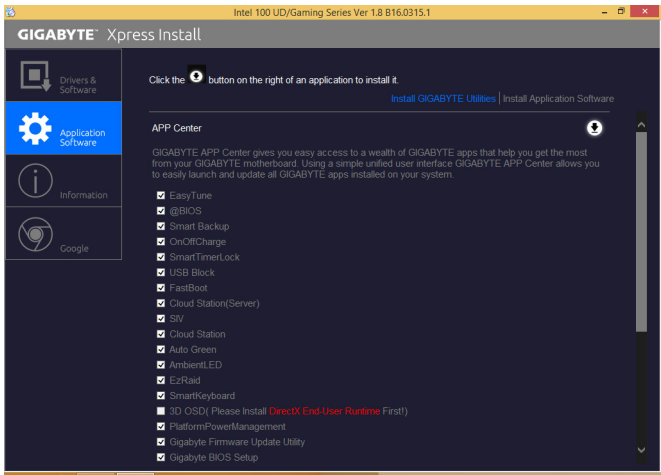 Intel 100 UD/Gaming Series Ver 1.8 B16.0315.1
GIGABYTE™ Xpress Install
Drivers &
Software
Application
Software
Information
Google
Click the button on the right of an application to install it.
Install GIGABYTE Utilities | Install Application Software
APP Center
GIGABYTE APP Center gives you easy access to a wealth of GIGABYTE apps that help you get the most
from your GIGABYTE motherboard. Using a simple unified user interface GIGABYTE APP Center allows you
to easily launch and update all GIGABYTE apps installed on your system.
EasyTune
@BIOS
Smart Backup
OnOffCharge
SmartTimerLock
USB Block
FastBoot
Cloud Station(Server)
SIV
Cloud Station
Auto Green
AmbientLED
EzRaid
SmartKeyboard
3D OSD( Please Install DirectX End-User Runtime First!)
PlatformPowerManagement
Gigabyte Firmware Update Utility
Gigabyte BIOS Setup